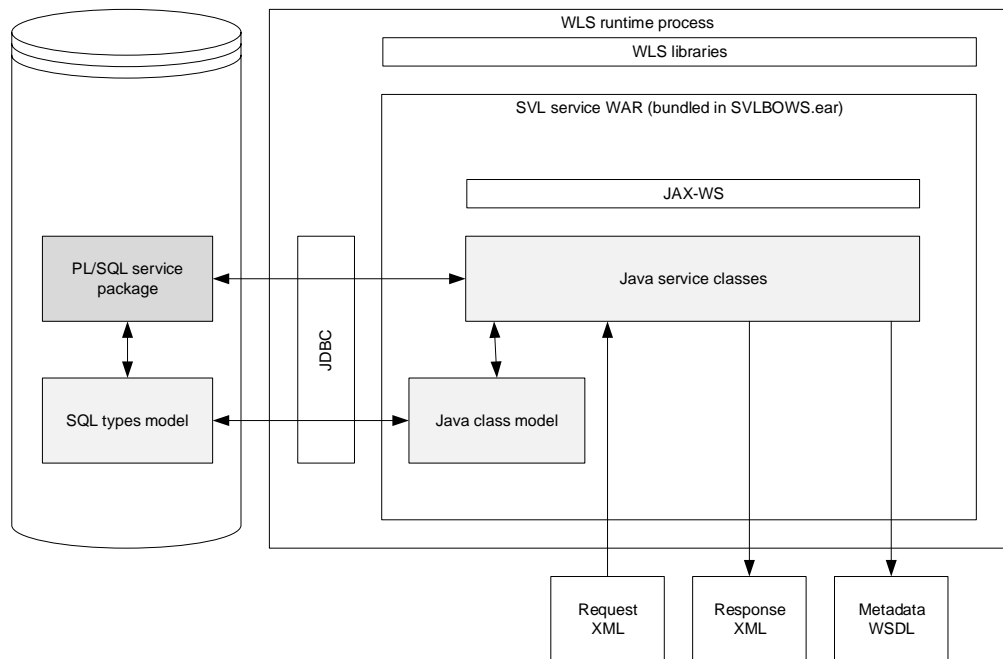 WLS runtime process
WLS libraries
SVL service WAR (bundled in SVLBOWS.ear)
JAX-WS
PL/SQL service
package
Java service classes
JDBC
SQL types model
Java class model
Request
XML
Response
XML
Metadata
WSDL